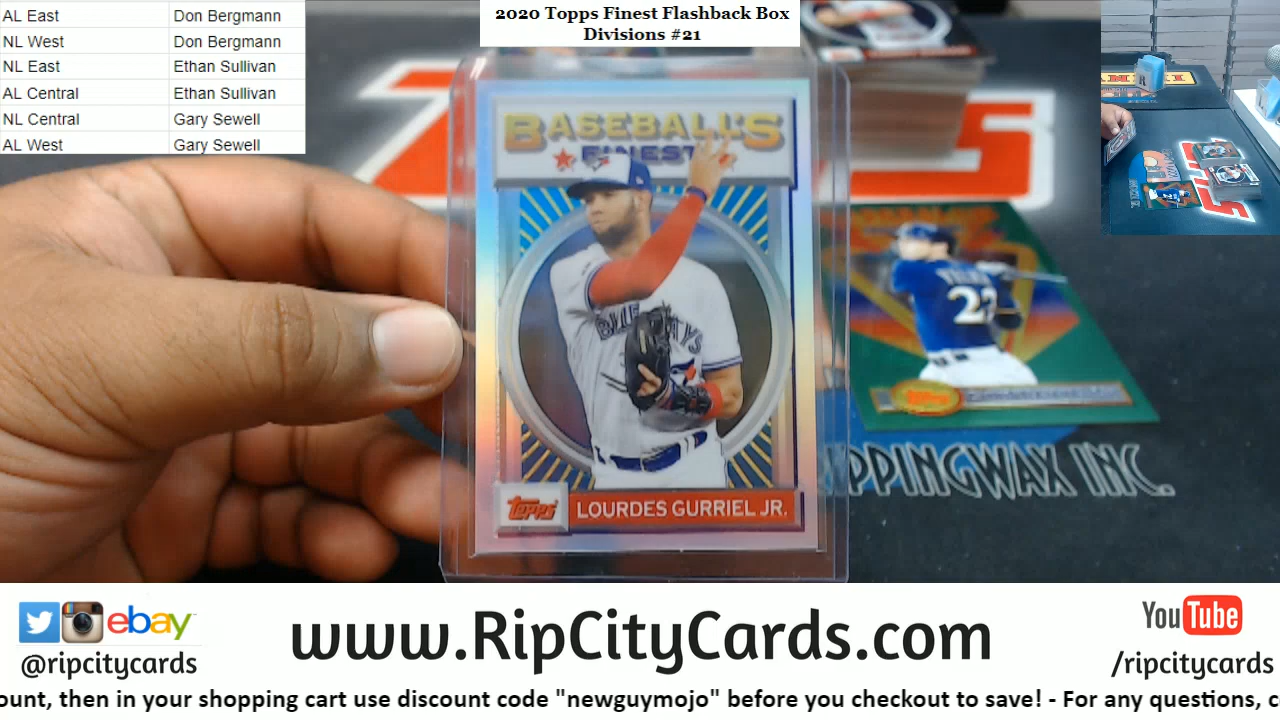 AL East Don Bergmann
NL West Don Bergmann
NL East Ethan Sullivan
AL Central Ethan Sullivan
NL Central Gary Sewell
AL West Gary Sewell
2020 Topps Finest Flashback Box
Divisions #21
BASEBALL'S
FINEST
BLUE JAYS
topps
LOURDES GURRIEL JR.
22
PPINGWAX INC.
ebay
@ripcitycards
www.RipCityCards.com
YouTube
/ripcitycards
ount, then in your shopping cart use discount code "newguymojo" before you checkout to save! - For any questions, c